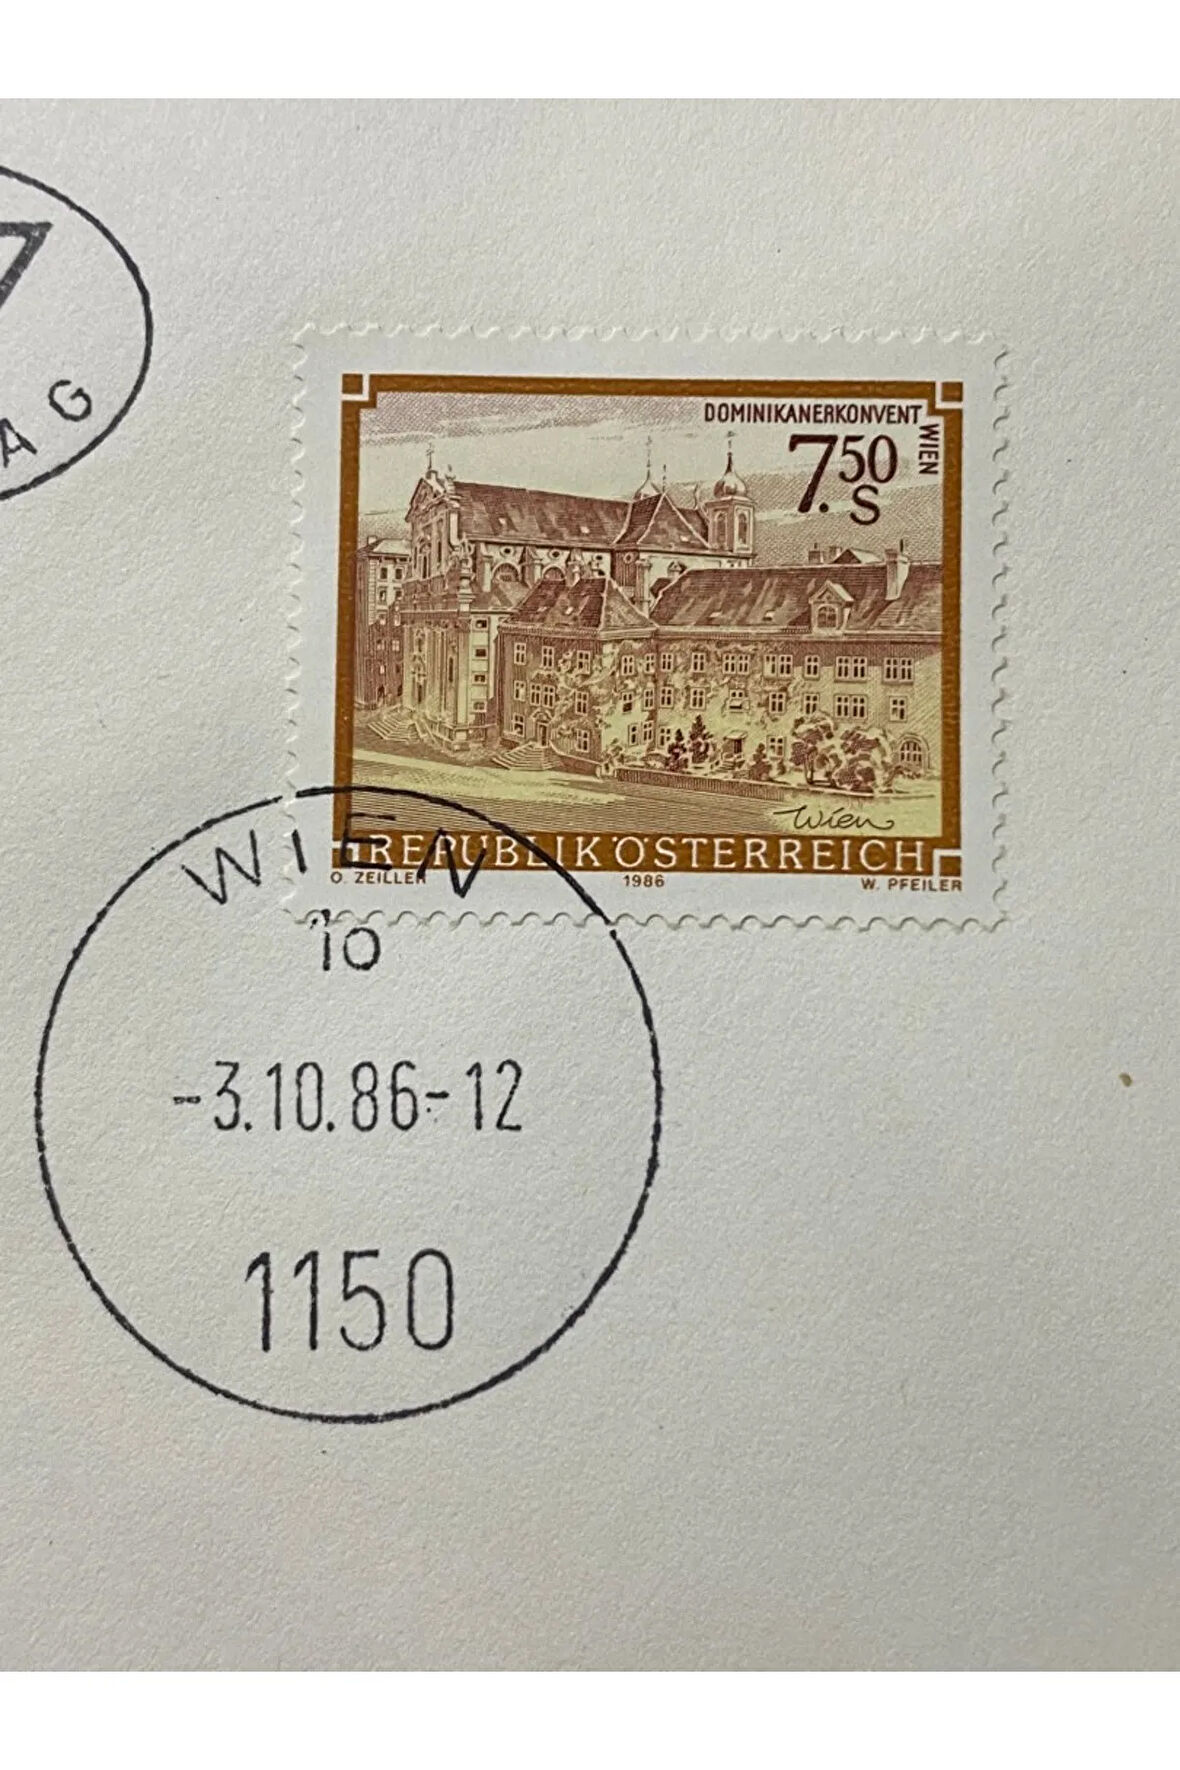 AG
DOMINIKANERKONVENT
WIEN
7.50
S
Wien
REPUBLIK ÖSTERREICH
O. ZEILLER 1986 W. PFEILER
WIEN
10
-3.10.86-12
1150